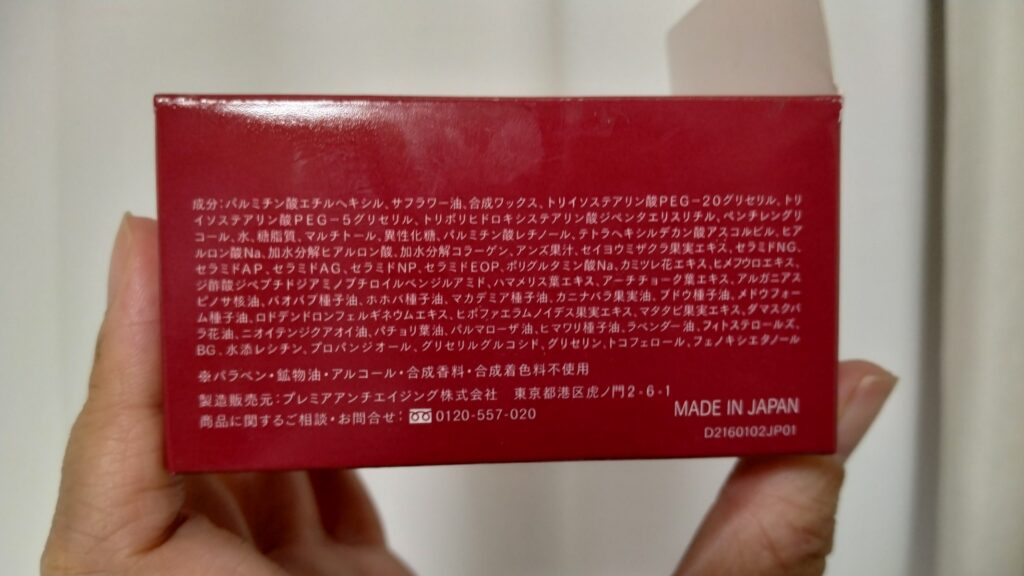 成分:パルミチン酸エチルヘキシル、サフラワー油、合成ワックス、トリイソステアリン酸PEG-20グリセリル、トリ
イソステアリン酸PEG-5グリセリル、トリポリヒドロキシステアリン酸ジペンタエリスリチル、ペンチレングリ
コール、水、糖脂質、マルチトール、異性化糖、パルミチン酸レチノール、テトラヘキシルデカン酸アスコルビル、ヒア
ルロン酸Na、加水分解ヒアルロン酸、加水分解コラーゲン、アンズ果汁、セイヨウミザクラ果実エキス、セラミドNG、
セラミドAP、セラミドAG、セラミドNP、セラミドEOP、ポリグルタミン酸Na、カミツレ花エキス、ヒメフウロエキス、
ジ酢酸ジペプチドジアミノブチロイルベンジルアミド、ハマメリス葉エキス、アーチチョーク葉エキス、アルガニアス
ピノサ核油、バオバブ種子油、ホホバ種子油、マカデミア種子油、カニナバラ果実油、ブドウ種子油、メドウフォー
ム種子油、ロドデンドロンフェルギネウムエキス、ヒポファエラムノイデス果実エキス、マタタビ果実エキス、ダマスクバ
ラ花油、ニオイテンジクアオイ油、パチョリ葉油、パルマローザ油、ヒマワリ種子油、ラベンダー油、フィトステロールズ、
BG、水添レシチン、プロパンジオール、グリセリルグルコシド、グリセリン、トコフェロール、フェノキシエタノール
※パラベン・鉱物油・アルコール・合成香料・合成着色料不使用
製造販売元:プレミアアンチエイジング株式会社 東京都港区虎ノ門2-6-1
商品に関するご相談・お問合せ:0120-557-020
MADE IN JAPAN
D2160102JP01